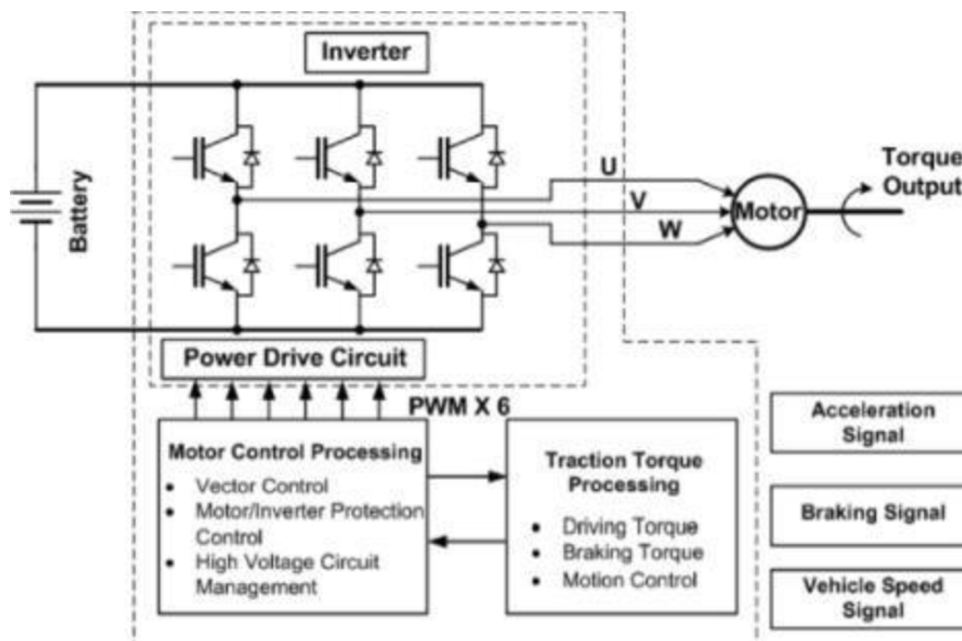 Inverter
Battery
U
V
W
Motor
Torque
Output
Power Drive Circuit
PWM X 6
Motor Control Processing
• Vector Control
• Motor/Inverter Protection
Control
• High Voltage Circuit
Management
Traction Torque
Processing
• Driving Torque
• Braking Torque
• Motion Control
Acceleration
Signal
Braking Signal
Vehicle Speed
Signal